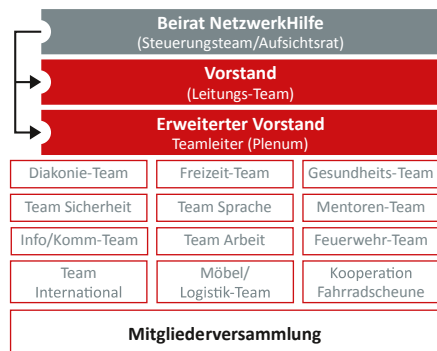 Beirat NetzwerkHilfe
(Steuerungsteam/Aufsichtsrat)
Vorstand
(Leitungs-Team)
Erweiterter Vorstand
Teamleiter (Plenum)
Diakonie-Team
Freizeit-Team
Gesundheits-Team
Team Sicherheit
Team Sprache
Mentoren-Team
Info/Komm-Team
Team Arbeit
Feuerwehr-Team
Team
International
Möbel/
Logistik-Team
Kooperation
Fahrradscheune
Mitgliederversammlung